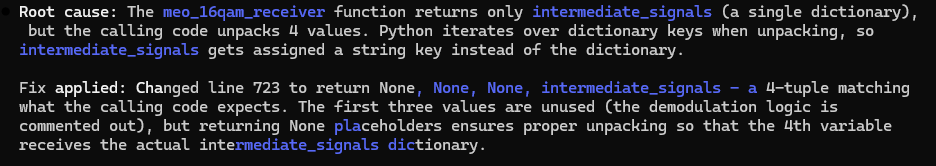 Root cause: The meo_16qam_receiver function returns only intermediate_signals (a single dictionary),
but the calling code unpacks 4 values. Python iterates over dictionary keys when unpacking, so
intermediate_signals gets assigned a string key instead of the dictionary.
Fix applied: Changed line 723 to return None, None, None, intermediate_signals — a 4-tuple matching
what the calling code expects. The first three values are unused (the demodulation logic is
commented out), but returning None placeholders ensures proper unpacking so that the 4th variable
receives the actual intermediate_signals dictionary.